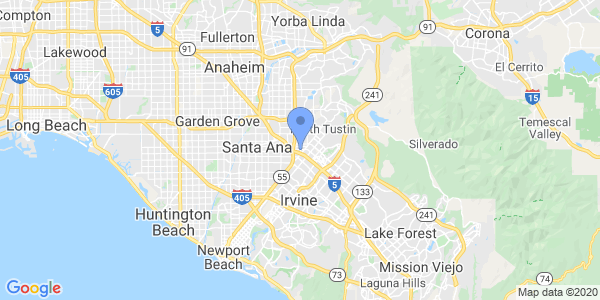 Compton
5
91
Yorba Linda
Fullerton
91
Corona
Lakewood
Anaheim
El Cerrito
405
605
241
15
Long Beach
Garden Grove
th Tustin
Temescal
Valley
Silverado
Santa Ana
55
5
133
405
Irvine
Huntington
Beach
241
Lake Forest
Newport
Beach
73
Mission Viejo
Laguna Hills
74
Google
Map data ©2020